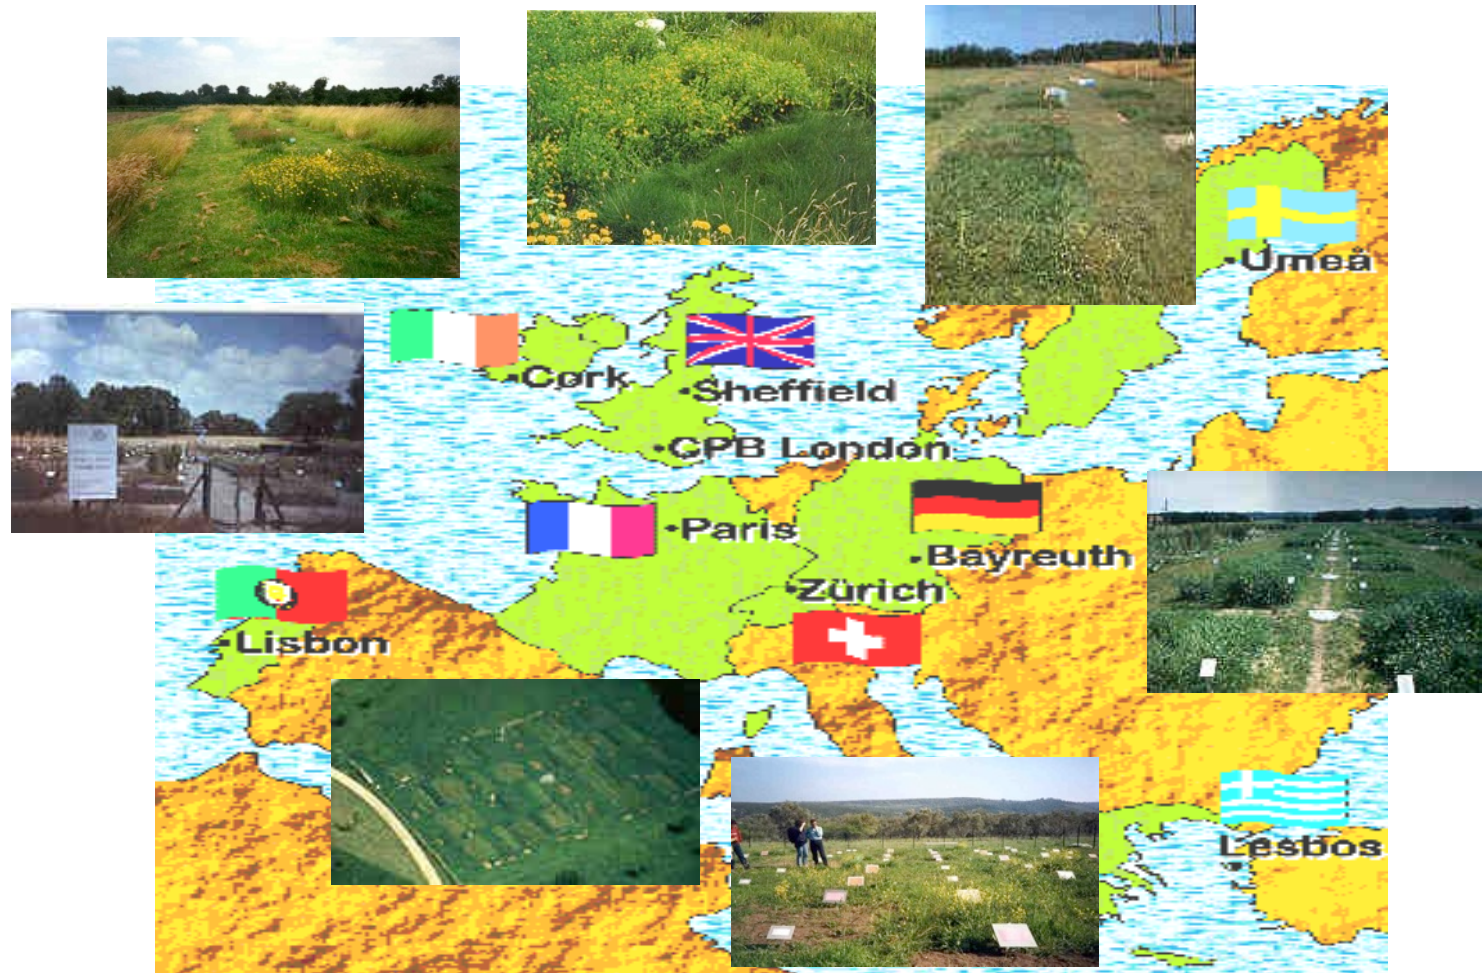 Umeå
Cork
Sheffield
CPB London
Paris
Bayreuth
Zürich
Lisbon
Lesbos